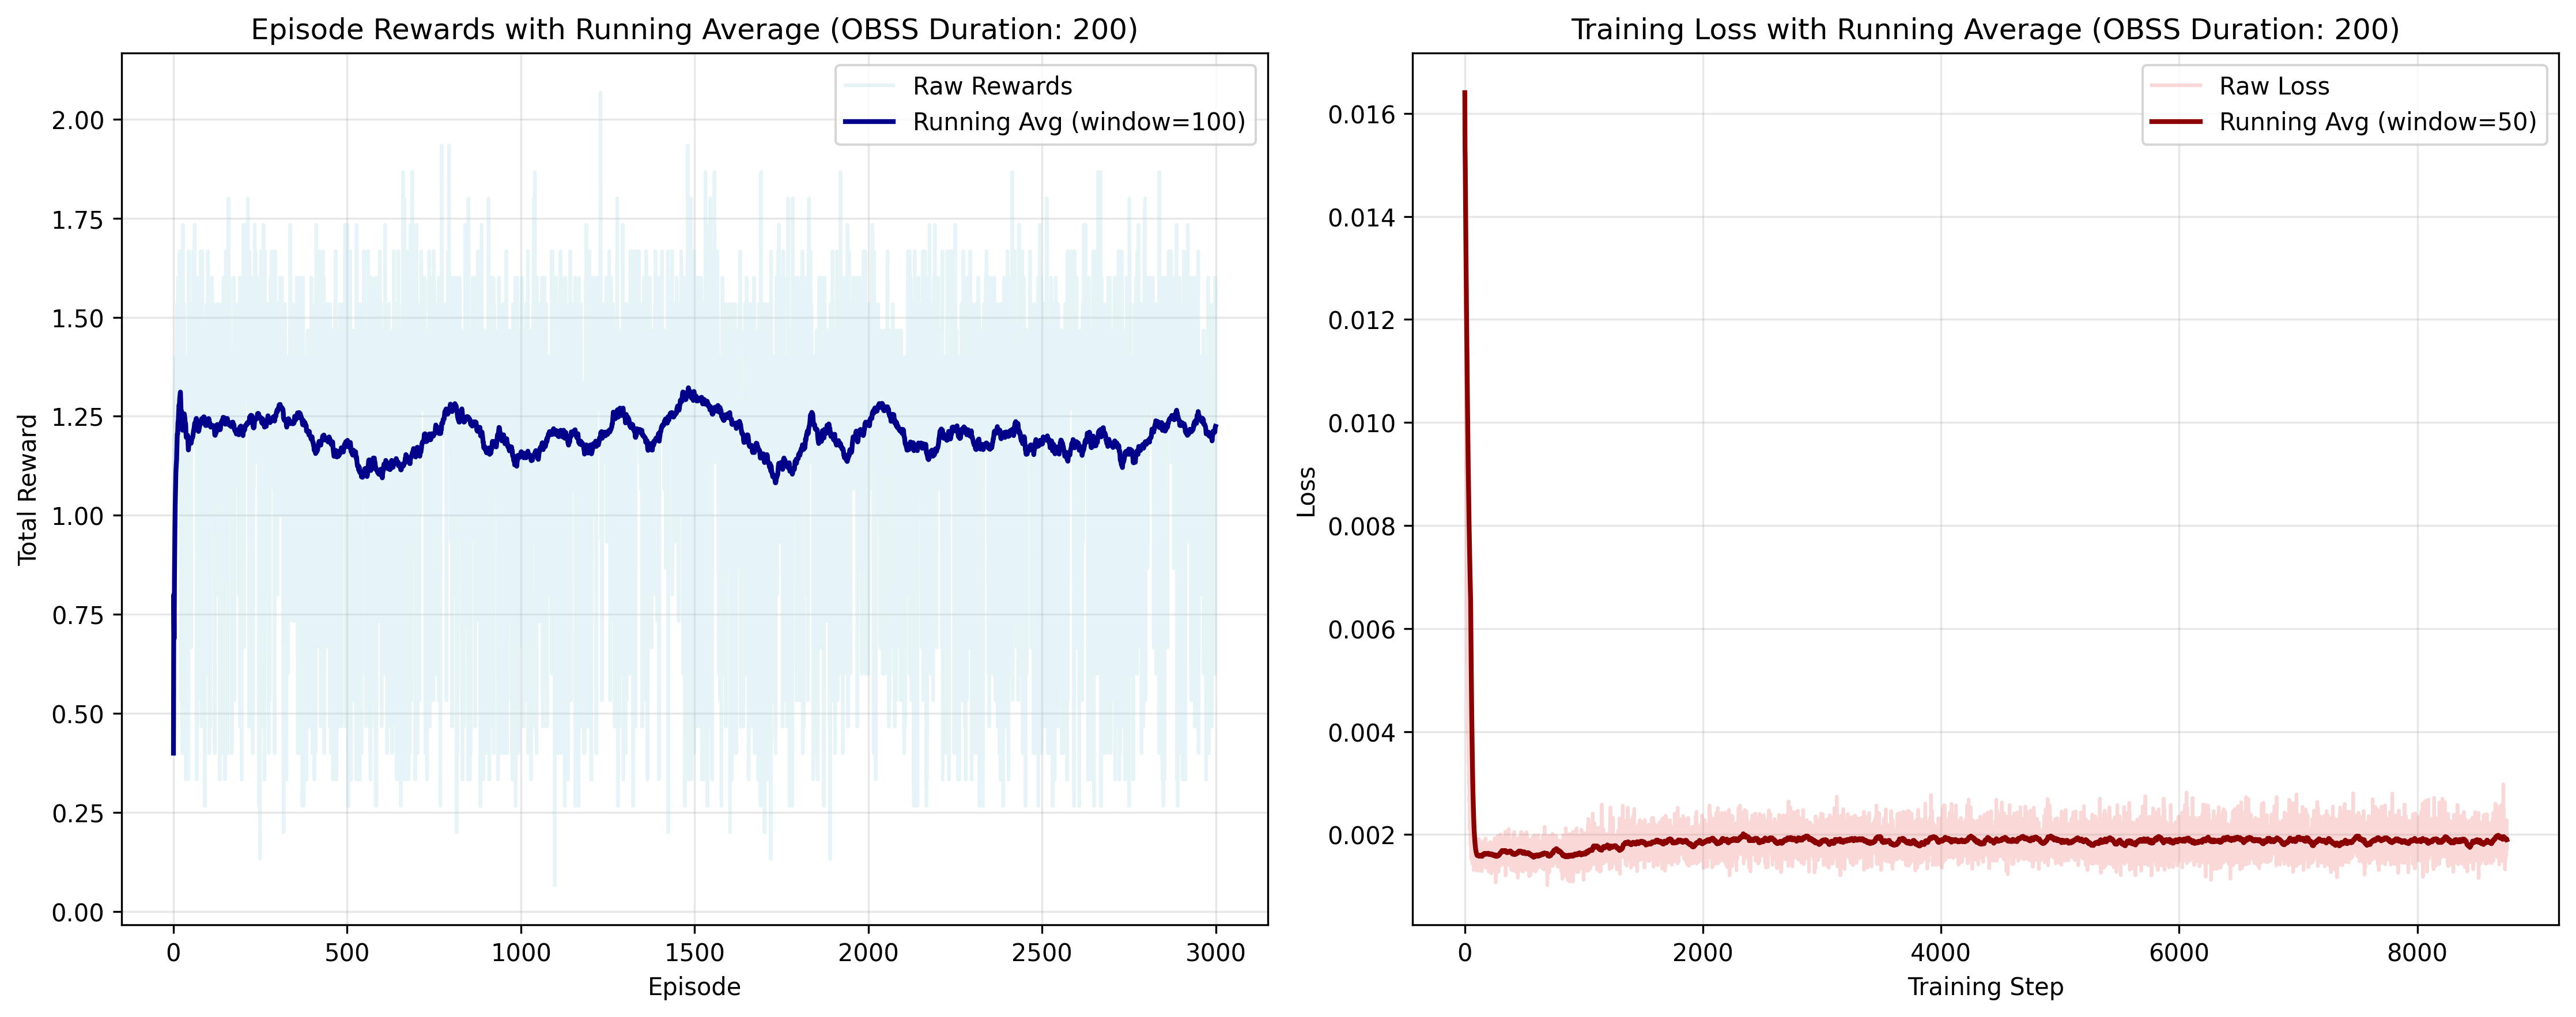 Episode Rewards with Running Average (OBSS Duration: 200)
Raw Rewards
Running Avg (window=100)
Total Reward
2.00
1.75
1.50
1.25
1.00
0.75
0.50
0.25
0.00
0
500
1000
1500
2000
2500
3000
Episode
Training Loss with Running Average (OBSS Duration: 200)
Raw Loss
Running Avg (window=50)
Loss
0.016
0.014
0.012
0.010
0.008
0.006
0.004
0.002
0
2000
4000
6000
8000
Training Step